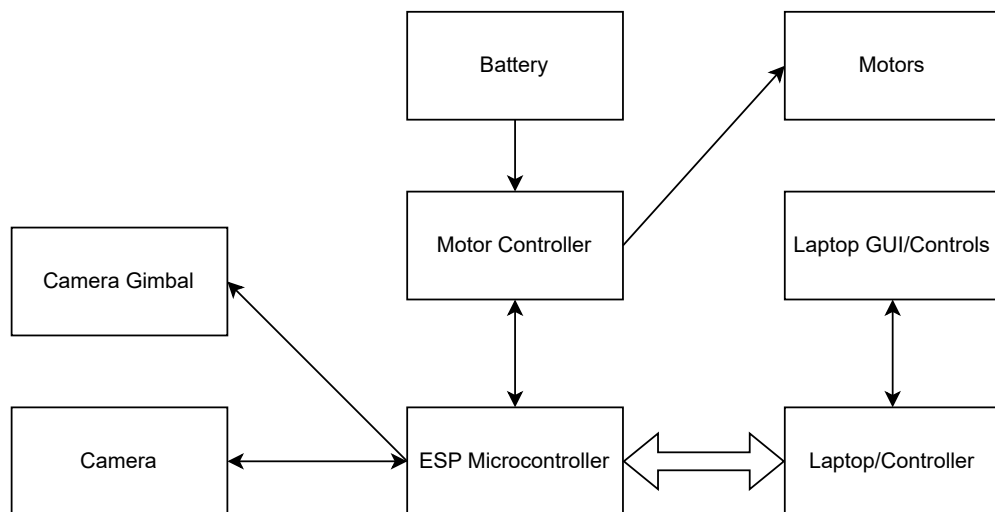 Battery
Motors
Motor Controller
Laptop GUI/Controls
Camera Gimbal
Camera
ESP Microcontroller
Laptop/Controller